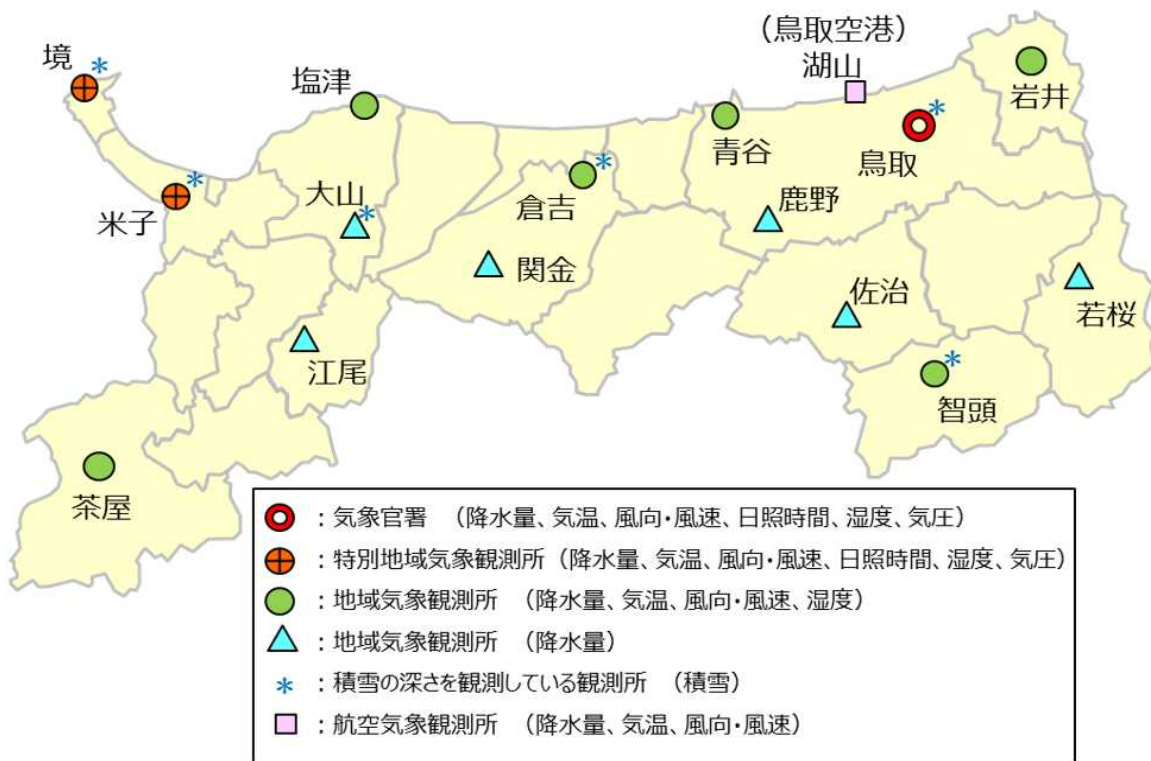 (鳥取空港)
湖山
境
*
塩津
岩井
青谷
鳥取
*
米子
*
大山
*
倉吉
*
鹿野
関金
佐治
若桜
江尾
智頭
*
茶屋
:気象官署 (降水量、気温、風向・風速、日照時間、湿度、気圧)
:特別地域気象観測所(降水量、気温、風向・風速、日照時間、湿度、気圧)
:地域気象観測所 (降水量、気温、風向・風速、湿度)
:地域気象観測所 (降水量)
* :積雪の深さを観測している観測所 (積雪)
:航空気象観測所 (降水量、気温、風向・風速)